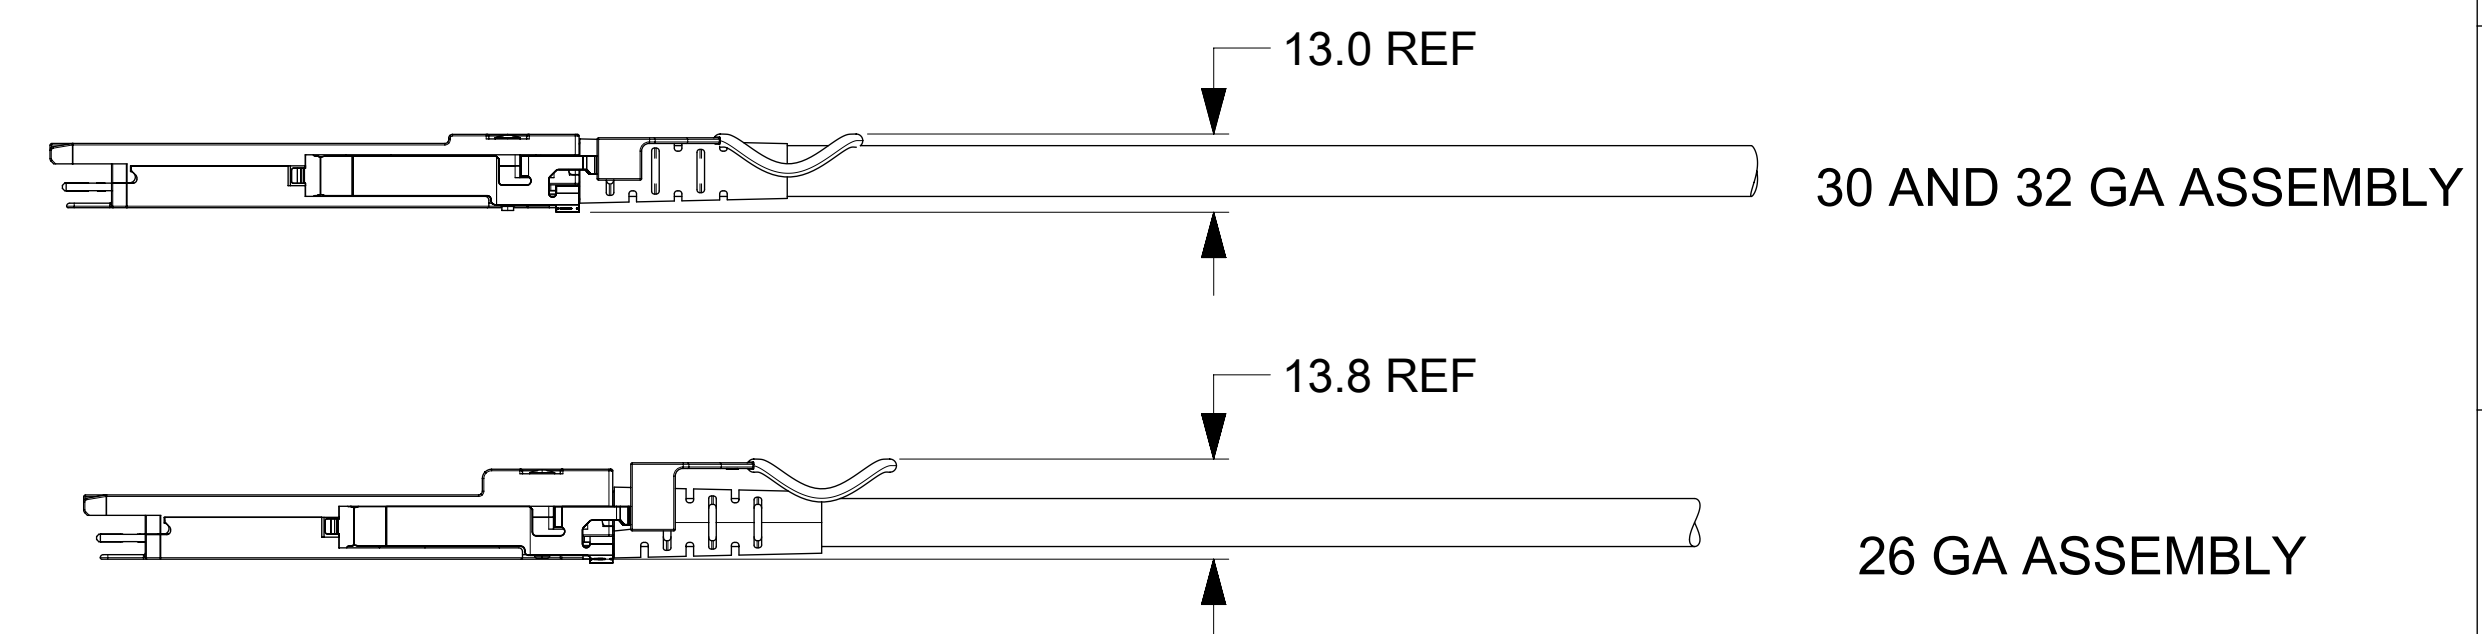 13.0 REF
30 AND 32 GA ASSEMBLY
13.8 REF
26 GA ASSEMBLY